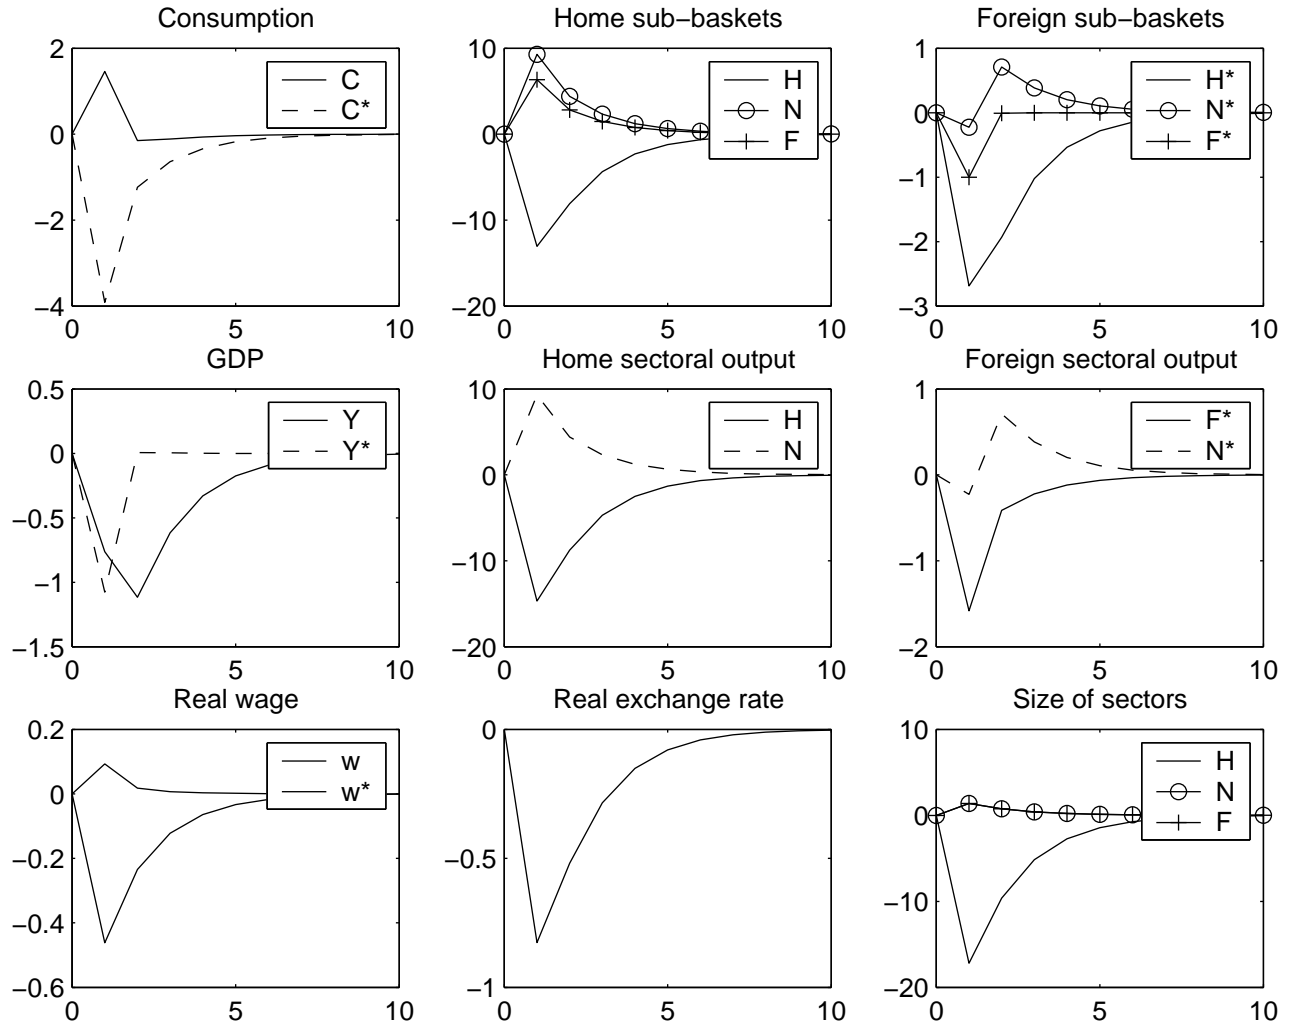 Consumption
2
0
−2
−4
0
5
10
C
C*
Home sub−baskets
10
0
−10
−20
0
5
10
H
N
F
Foreign sub−baskets
1
0
−1
−2
−3
0
5
10
H*
N*
F*
GDP
0.5
0
−0.5
−1
−1.5
0
5
10
Y
Y*
Home sectoral output
10
0
−10
−20
0
5
10
H
N
Foreign sectoral output
1
0
−1
−2
0
5
10
F*
N*
Real wage
0.2
0
−0.2
−0.4
−0.6
0
5
10
w
w*
Real exchange rate
0
−0.5
−1
0
5
10
Size of sectors
10
0
−10
−20
0
5
10
H
N
F